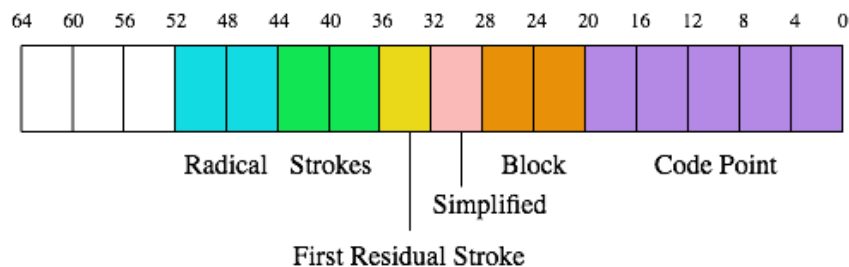 64 60 56 52 48 44 40 36 32 28 24 20 16 12 8 4 0
Radical Strokes Block Code Point
Simplified
First Residual Stroke